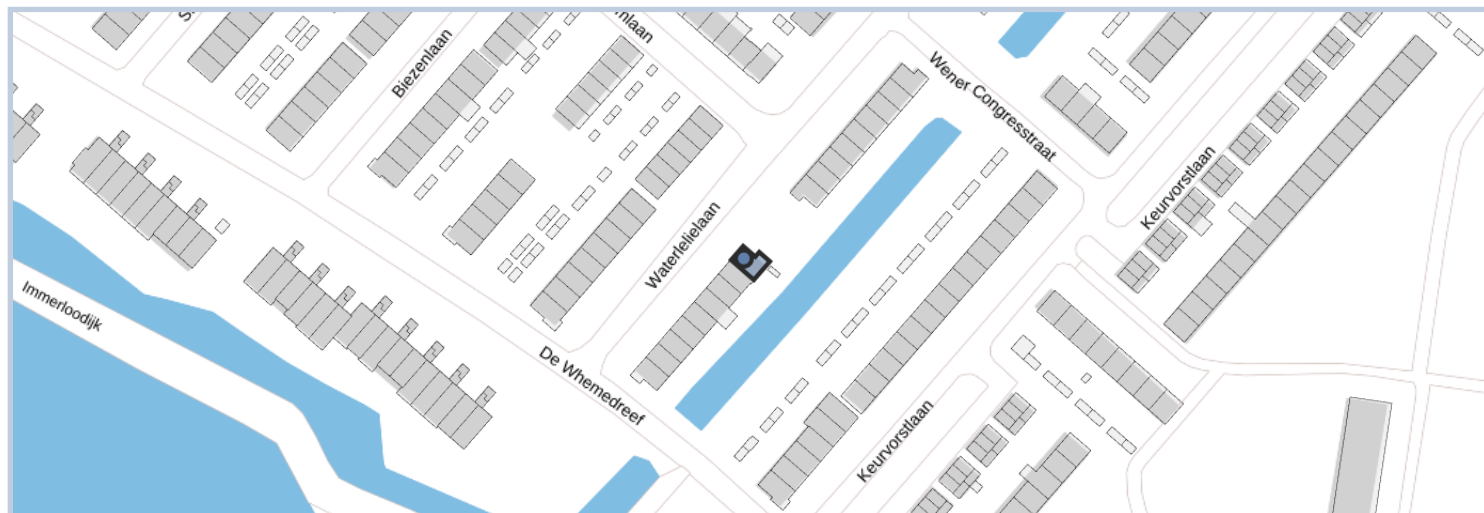 Biezenlaan
Wener Congresstraat
Keurvorstlaan
Waterlelielaan
Immerloodijk
De Whemedreef
Keurvorstlaan